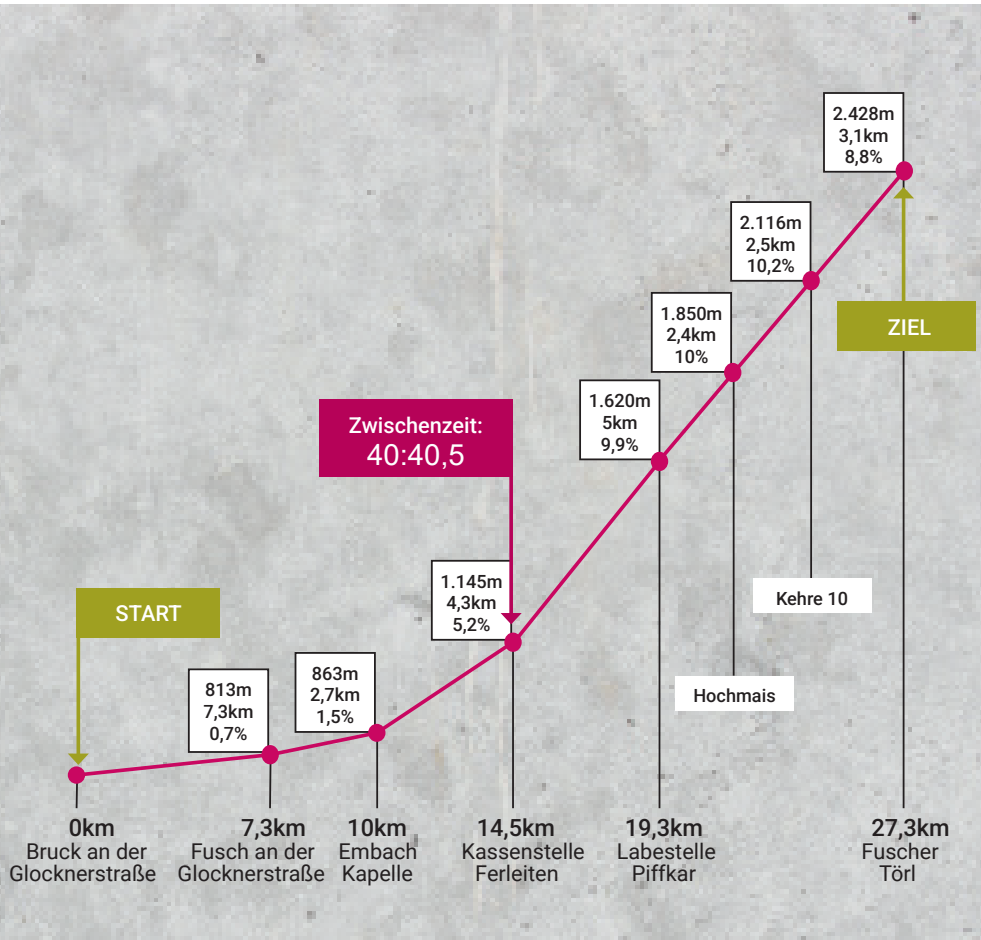 2.428m
3,1km
8,8%
2.116m
2,5km
10,2%
1.850m
2,4km
10%
ZIEL
1.620m
5km
9,9%
Zwischenzeit:
40:40,5
1.145m
4,3km
5,2%
START
Kehre 10
863m
2,7km
1,5%
813m
7,3km
0,7%
Hochmais
0km
Bruck an der
Glocknerstraße
7,3km
Fusch an der
Glocknerstraße
10km
Embach
Kapelle
14,5km
Kassenstelle
Ferleiten
19,3km
Labestelle
Piffkar
27,3km
Fuscher
Törl